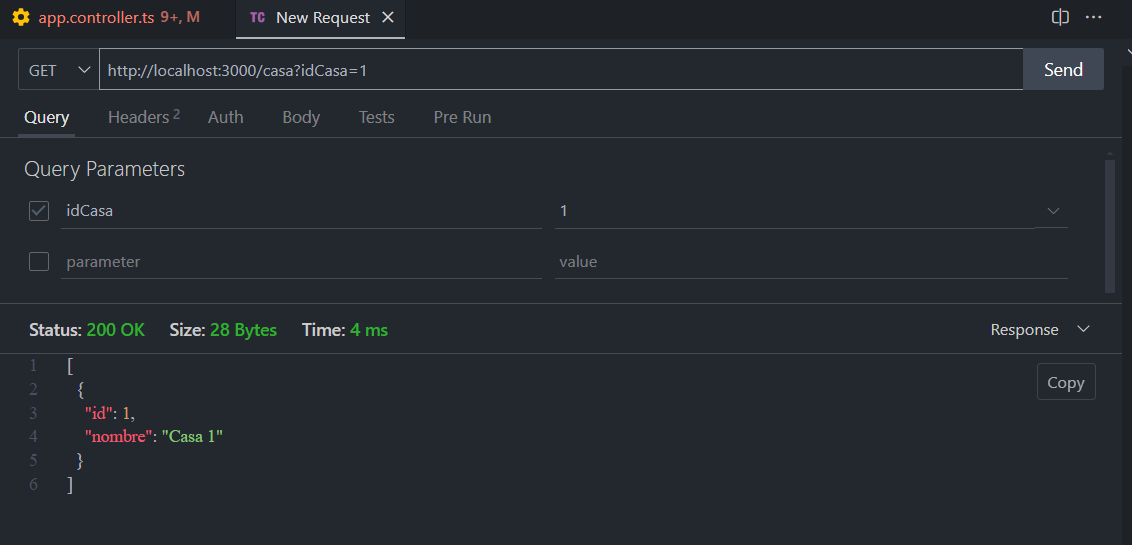 app.controller.ts 9+, M TC New Request
GET http://localhost:3000/casa?idCasa=1 Send
Query Headers 2 Auth Body Tests Pre Run
Query Parameters
idCasa 1
parameter value
Status: 200 OK Size: 28 Bytes Time: 4 ms Response
1 [
Copy
2 {
3 "id": 1,
4 "nombre": "Casa 1"
5 }
6 ]